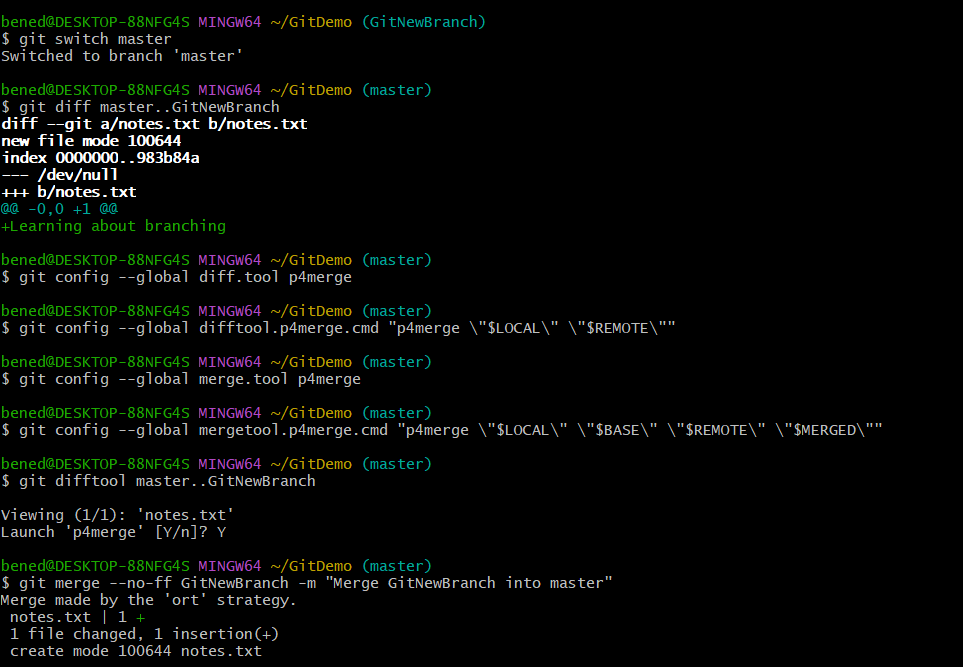 bened@DESKTOP-88NFG4S MINGW64 ~/GitDemo (GitNewBranch)
$ git switch master
Switched to branch 'master'
bened@DESKTOP-88NFG4S MINGW64 ~/GitDemo (master)
$ git diff master..GitNewBranch
diff --git a/notes.txt b/notes.txt
new file mode 100644
index 0000000..983b84a
--- /dev/null
+++ b/notes.txt
@@ -0,0 +1 @@
+Learning about branching
bened@DESKTOP-88NFG4S MINGW64 ~/GitDemo (master)
$ git config --global diff.tool p4merge
bened@DESKTOP-88NFG4S MINGW64 ~/GitDemo (master)
$ git config --global difftool.p4merge.cmd "p4merge \"$LOCAL\" \"$REMOTE\""
bened@DESKTOP-88NFG4S MINGW64 ~/GitDemo (master)
$ git config --global merge.tool p4merge
bened@DESKTOP-88NFG4S MINGW64 ~/GitDemo (master)
$ git config --global mergetool.p4merge.cmd "p4merge \"$LOCAL\" \"$BASE\" \"$REMOTE\" \"$MERGED\""
bened@DESKTOP-88NFG4S MINGW64 ~/GitDemo (master)
$ git difftool master..GitNewBranch
Viewing (1/1): 'notes.txt'
Launch 'p4merge' [Y/n]? Y
bened@DESKTOP-88NFG4S MINGW64 ~/GitDemo (master)
$ git merge --no-ff GitNewBranch -m "Merge GitNewBranch into master"
Merge made by the 'ort' strategy.
notes.txt | 1 +
1 file changed, 1 insertion(+)
create mode 100644 notes.txt